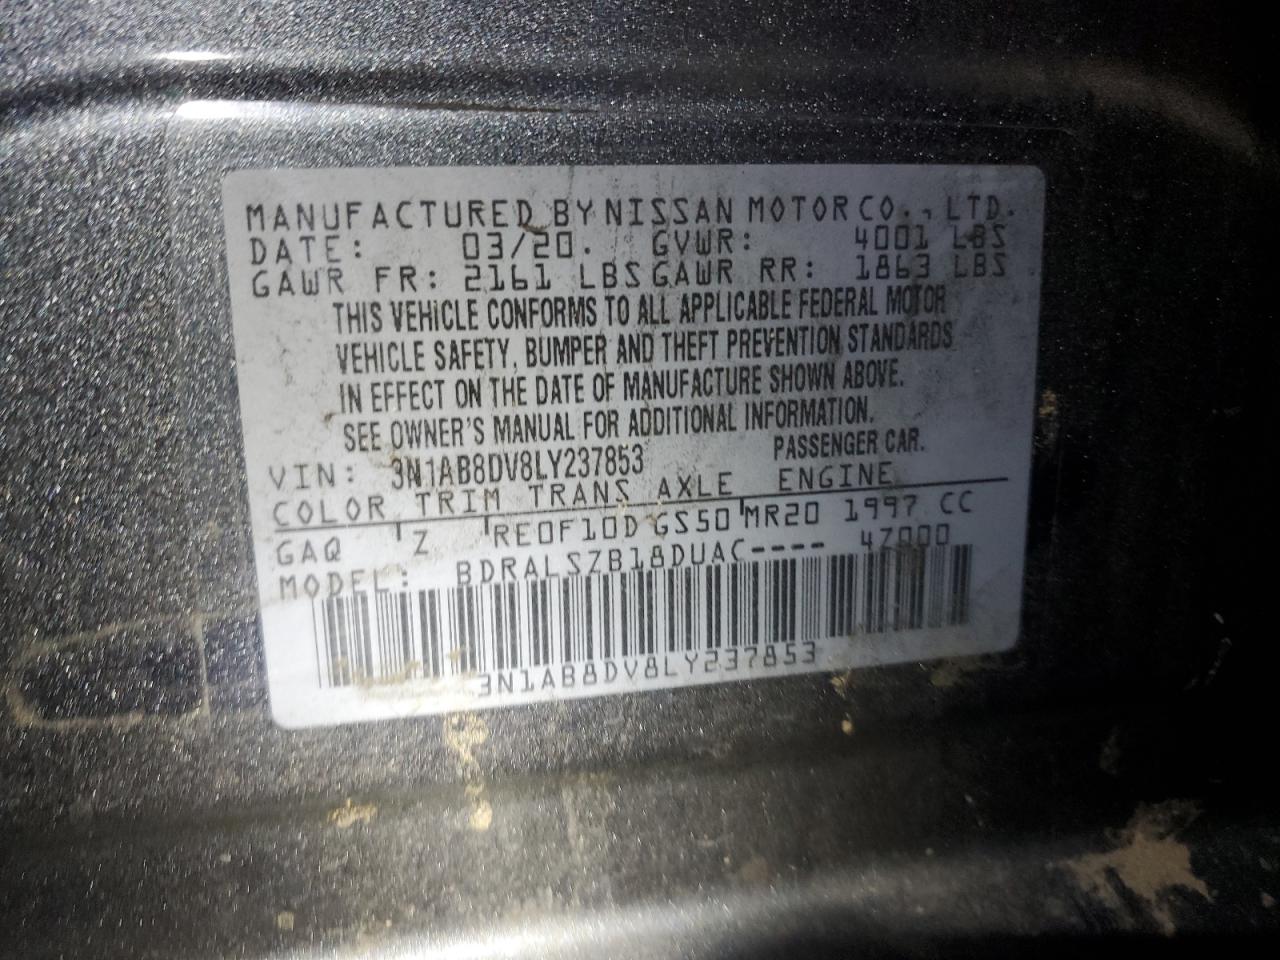 MANUFACTURED BY NISSAN MOTOR CO., LTD.
DATE: 03/20. GVWR: 4001 LBS
GAWR FR: 2161 LBS GAWR RR: 1863 LBS
THIS VEHICLE CONFORMS TO ALL APPLICABLE FEDERAL MOTOR
VEHICLE SAFETY, BUMPER AND THEFT PREVENTION STANDARDS
IN EFFECT ON THE DATE OF MANUFACTURE SHOWN ABOVE.
SEE OWNER'S MANUAL FOR ADDITIONAL INFORMATION.
VIN: 3N1AB8DV8LY237853 PASSENGER CAR.
COLOR TRIM TRANS AXLE ENGINE
GAQ Z RE0F10D GS50 MR20 1997 CC
MODEL: BDRALSZB18DUAC---- 47000
3N1AB8DV8LY237853